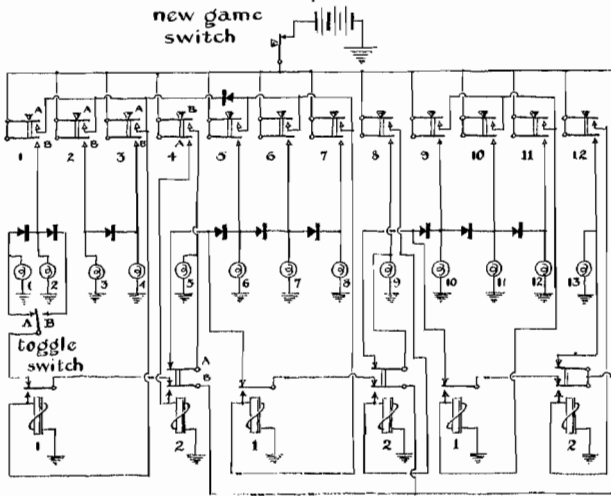 new game
switch
A A A B
B B B A
1 2 3 4 5 6 7 8 9 10 11 12
1 2 3 4 5 6 7 8 9 10 11 12 13
A B
toggle
switch
A
B
1 2 1 2 1 2